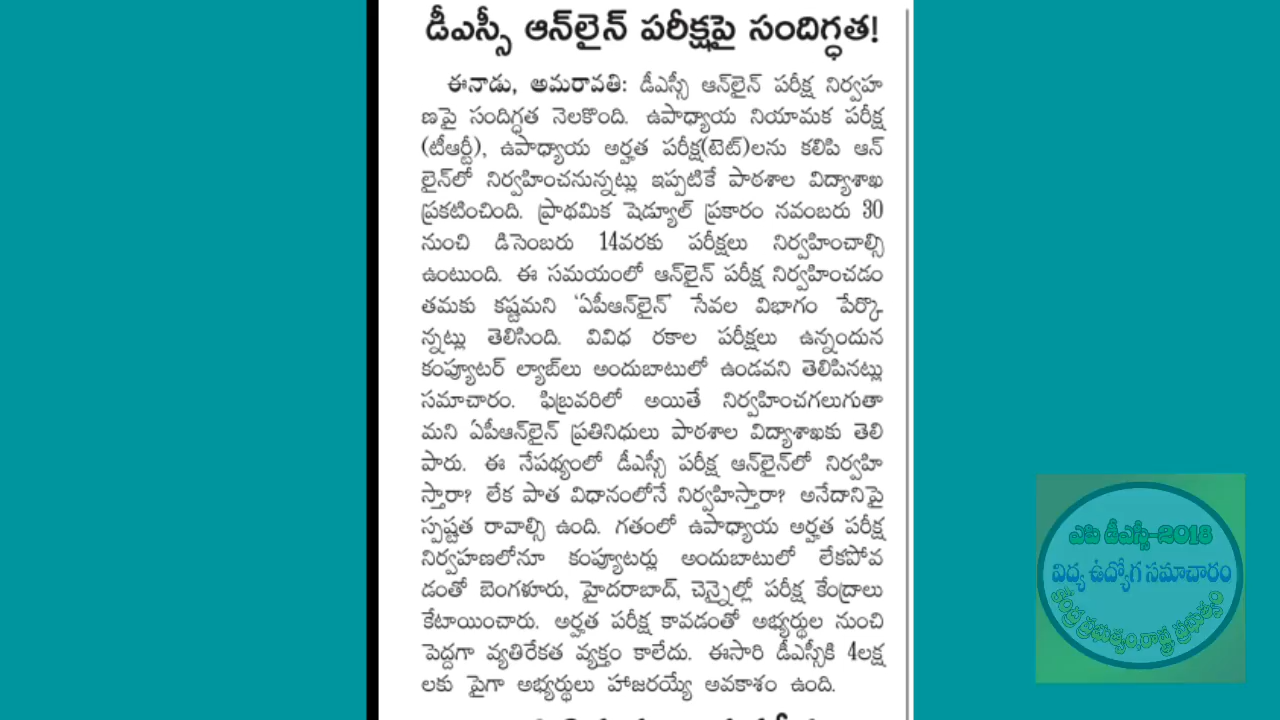 డీఎస్సీ ఆన్‌లైన్ పరీక్షపై సందిగ్ధత!
ఈనాడు, అమరావతి: డీఎస్సీ ఆన్‌లైన్ పరీక్ష నిర్వహ
ణపై సందిగ్ధత నెలకొంది. ఉపాధ్యాయ నియామక పరీక్ష
(టీఆర్టీ), ఉపాధ్యాయ అర్హత పరీక్ష(టెట్)లను కలిపి ఆన్
లైన్‌లో నిర్వహించనున్నట్లు ఇప్పటికే పాఠశాల విద్యాశాఖ
ప్రకటించింది. ప్రాథమిక షెడ్యూల్ ప్రకారం నవంబరు 30
నుంచి డిసెంబరు 14వరకు పరీక్షలు నిర్వహించాల్సి
ఉంటుంది. ఈ సమయంలో ఆన్‌లైన్ పరీక్ష నిర్వహించడం
తమకు కష్టమని ‘ఏపీఆన్‌లైన్’ సేవల విభాగం పేర్కొ
న్నట్లు తెలిసింది. వివిధ రకాల పరీక్షలు ఉన్నందున
కంప్యూటర్ ల్యాబ్‌లు అందుబాటులో ఉండవని తెలిపినట్లు
సమాచారం. ఫిబ్రవరిలో అయితే నిర్వహించగలుగుతా
మని ఏపీఆన్‌లైన్ ప్రతినిధులు పాఠశాల విద్యాశాఖకు తెలి
పారు. ఈ నేపథ్యంలో డీఎస్సీ పరీక్ష ఆన్‌లైన్‌లో నిర్వహి
స్తారా? లేక పాత విధానంలోనే నిర్వహిస్తారా? అనేదానిపై
స్పష్టత రావాల్సి ఉంది. గతంలో ఉపాధ్యాయ అర్హత పరీక్ష
నిర్వహణలోనూ కంప్యూటర్లు అందుబాటులో లేకపోవ
డంతో బెంగళూరు, హైదరాబాద్, చెన్నైల్లో పరీక్ష కేంద్రాలు
కేటాయించారు. అర్హత పరీక్ష కావడంతో అభ్యర్థుల నుంచి
పెద్దగా వ్యతిరేకత వ్యక్తం కాలేదు. ఈసారి డీఎస్సీకి 4లక్ష
లకు పైగా అభ్యర్థులు హాజరయ్యే అవకాశం ఉంది.
ఎపి డీఎస్సీ-2018
విద్య ఉద్యోగ సమాచారం
కేంద్ర ప్రభుత్వం,రాష్ట్ర ప్రభుత్వ